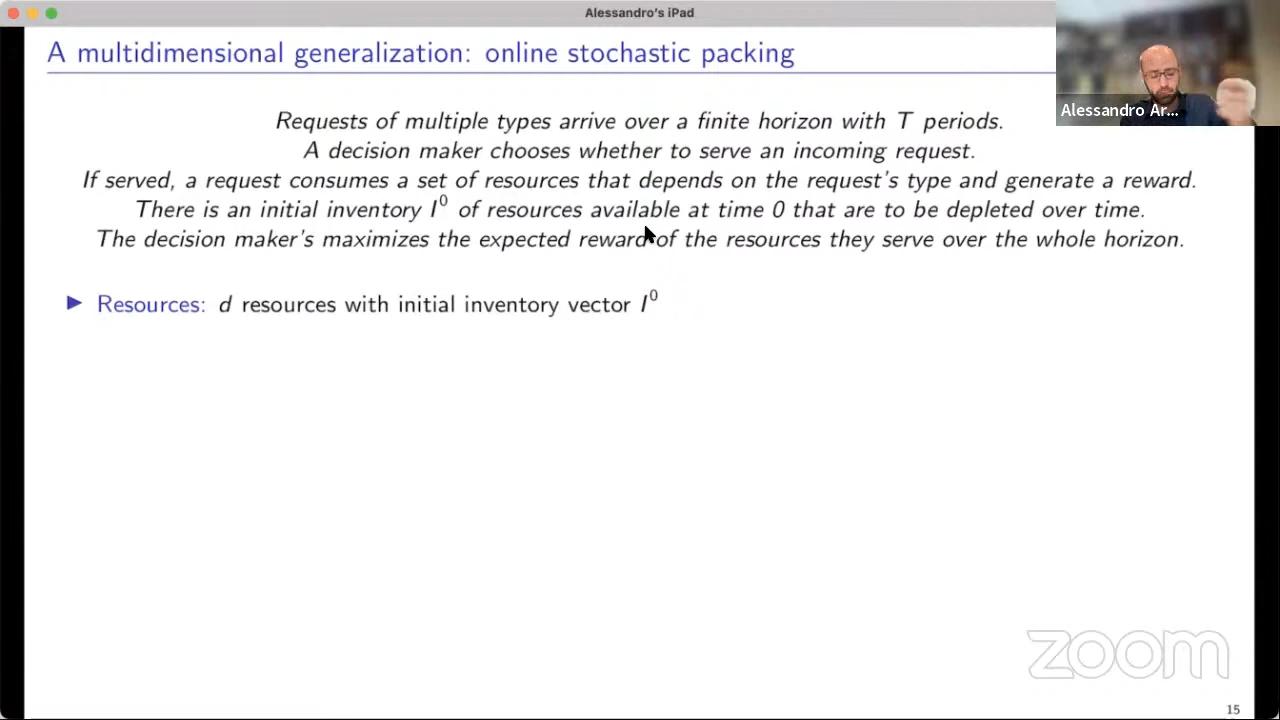 Alessandro's iPad
A multidimensional generalization: online stochastic packing
Alessandro Ar...
Requests of multiple types arrive over a finite horizon with T periods.
A decision maker chooses whether to serve an incoming request.
If served, a request consumes a set of resources that depends on the request's type and generate a reward.
There is an initial inventory I⁰ of resources available at time 0 that are to be depleted over time.
The decision maker's maximizes the expected reward of the resources they serve over the whole horizon.
▶ Resources: d resources with initial inventory vector I⁰
zoom
15